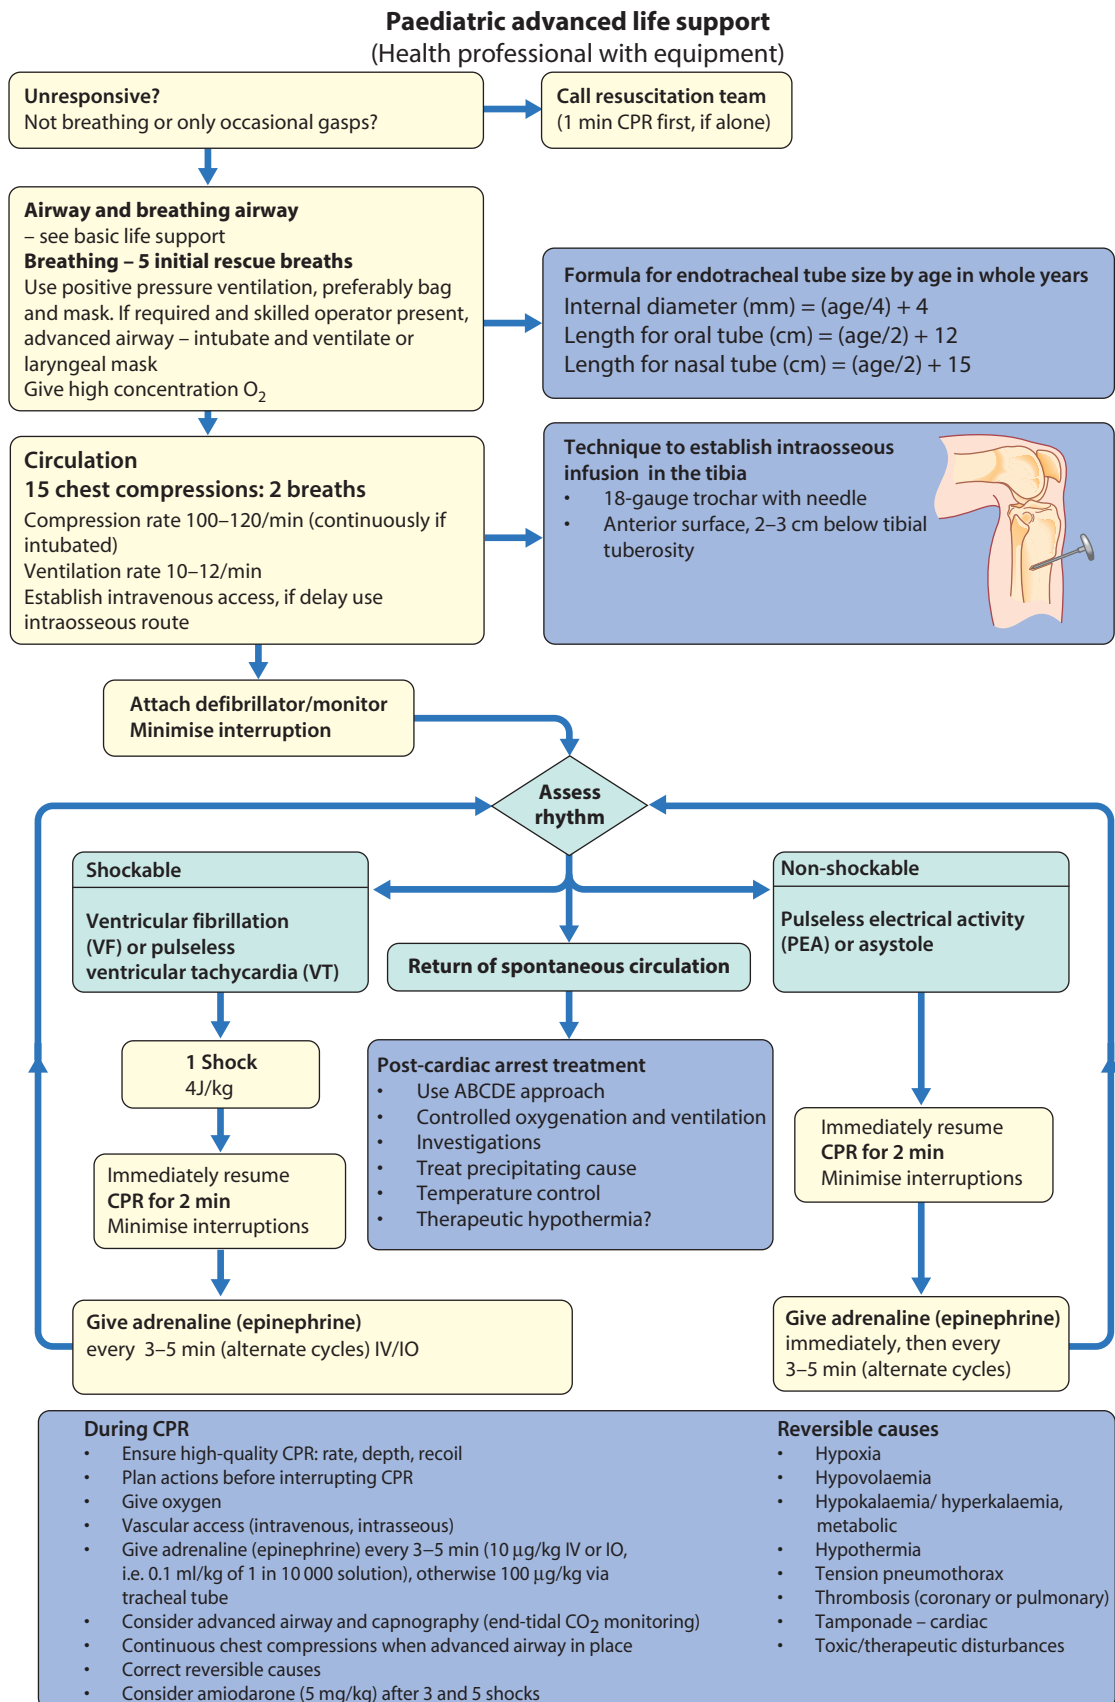 Paediatric advanced life support
(Health professional with equipment)
Unresponsive?
Not breathing or only occasional gasps?
Call resuscitation team
(1 min CPR first, if alone)
Airway and breathing airway
– see basic life support
Breathing – 5 initial rescue breaths
Use positive pressure ventilation, preferably bag
and mask. If required and skilled operator present,
advanced airway – intubate and ventilate or
laryngeal mask
Give high concentration O2
Formula for endotracheal tube size by age in whole years
Internal diameter (mm) = (age/4) + 4
Length for oral tube (cm) = (age/2) + 12
Length for nasal tube (cm) = (age/2) + 15
Circulation
15 chest compressions: 2 breaths
Compression rate 100–120/min (continuously if
intubated)
Ventilation rate 10–12/min
Establish intravenous access, if delay use
intraosseous route
Technique to establish intraosseous
infusion in the tibia
• 18-gauge trochar with needle
• Anterior surface, 2–3 cm below tibial
tuberosity
Attach defibrillator/monitor
Minimise interruption
Assess
rhythm
Shockable
Ventricular fibrillation
(VF) or pulseless
ventricular tachycardia (VT)
Return of spontaneous circulation
Non-shockable
Pulseless electrical activity
(PEA) or asystole
1 Shock
4J/kg
Immediately resume
CPR for 2 min
Minimise interruptions
Give adrenaline (epinephrine)
every 3–5 min (alternate cycles) IV/IO
Post-cardiac arrest treatment
• Use ABCDE approach
• Controlled oxygenation and ventilation
• Investigations
• Treat precipitating cause
• Temperature control
• Therapeutic hypothermia?
Immediately resume
CPR for 2 min
Minimise interruptions
Give adrenaline (epinephrine)
immediately, then every
3–5 min (alternate cycles)
During CPR
• Ensure high-quality CPR: rate, depth, recoil
• Plan actions before interrupting CPR
• Give oxygen
• Vascular access (intravenous, intrasseous)
• Give adrenaline (epinephrine) every 3–5 min (10 µg/kg IV or IO,
i.e. 0.1 ml/kg of 1 in 10 000 solution), otherwise 100 µg/kg via
tracheal tube
• Consider advanced airway and capnography (end-tidal CO2 monitoring)
• Continuous chest compressions when advanced airway in place
• Correct reversible causes
• Consider amiodarone (5 mg/kg) after 3 and 5 shocks
Reversible causes
• Hypoxia
• Hypovolaemia
• Hypokalaemia/ hyperkalaemia,
metabolic
• Hypothermia
• Tension pneumothorax
• Thrombosis (coronary or pulmonary)
• Tamponade – cardiac
• Toxic/therapeutic disturbances